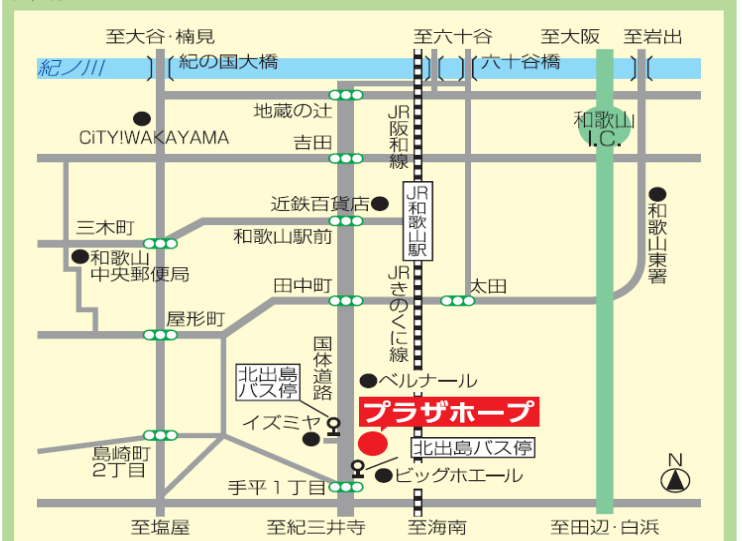 至大谷·楠見
至六十谷
至大阪
至岩出
紀ノ川
紀の国大橋
六十谷橋
地蔵の辻
CiTY!WAKAYAMA
吉田
JR阪和線
和歌山
I.C.
近鉄百貨店
JR和歌山駅
和歌山東署
三木町
和歌山駅前
和歌山
中央郵便局
田中町
JRきのくに線
太田
屋形町
国体道路
北出島
バス停
ベルナール
プラザホープ
イズミヤ
北出島バス停
島崎町
2丁目
ビッグホエール
手平1丁目
N
至塩屋
至紀三井寺
至海南
至田辺·白浜